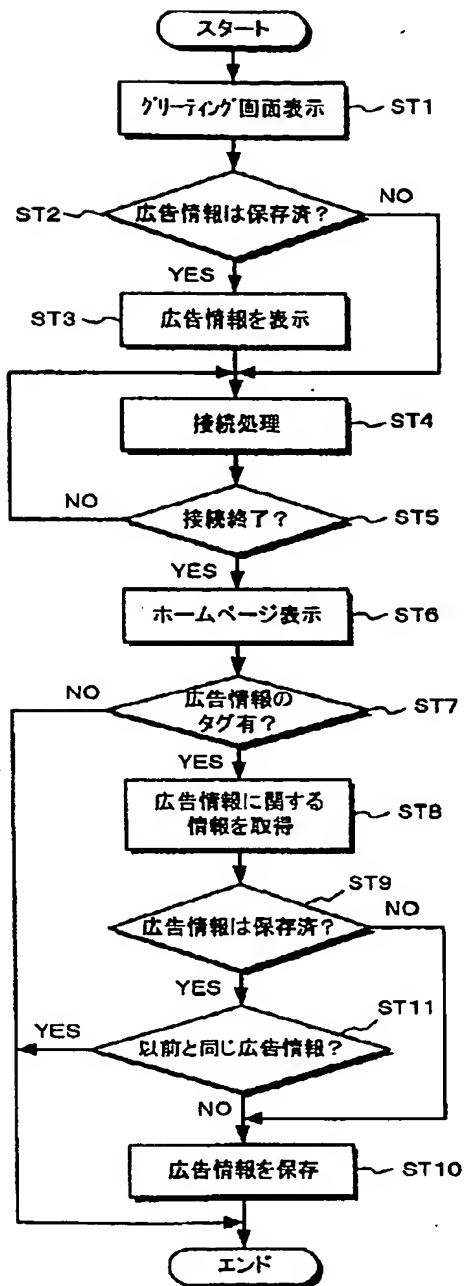 スタート
グリーティング画面表示
ST1
ST2
広告情報は保存済?
NO
YES
ST3
広告情報を表示
接続処理
ST4
NO
接続終了?
ST5
YES
ホームページ表示
ST6
NO
広告情報の
タグ有?
ST7
YES
広告情報に関する
情報を取得
ST8
ST9
広告情報は保存済?
NO
YES
ST11
YES
以前と同じ広告情報?
NO
広告情報を保存
ST10
エンド